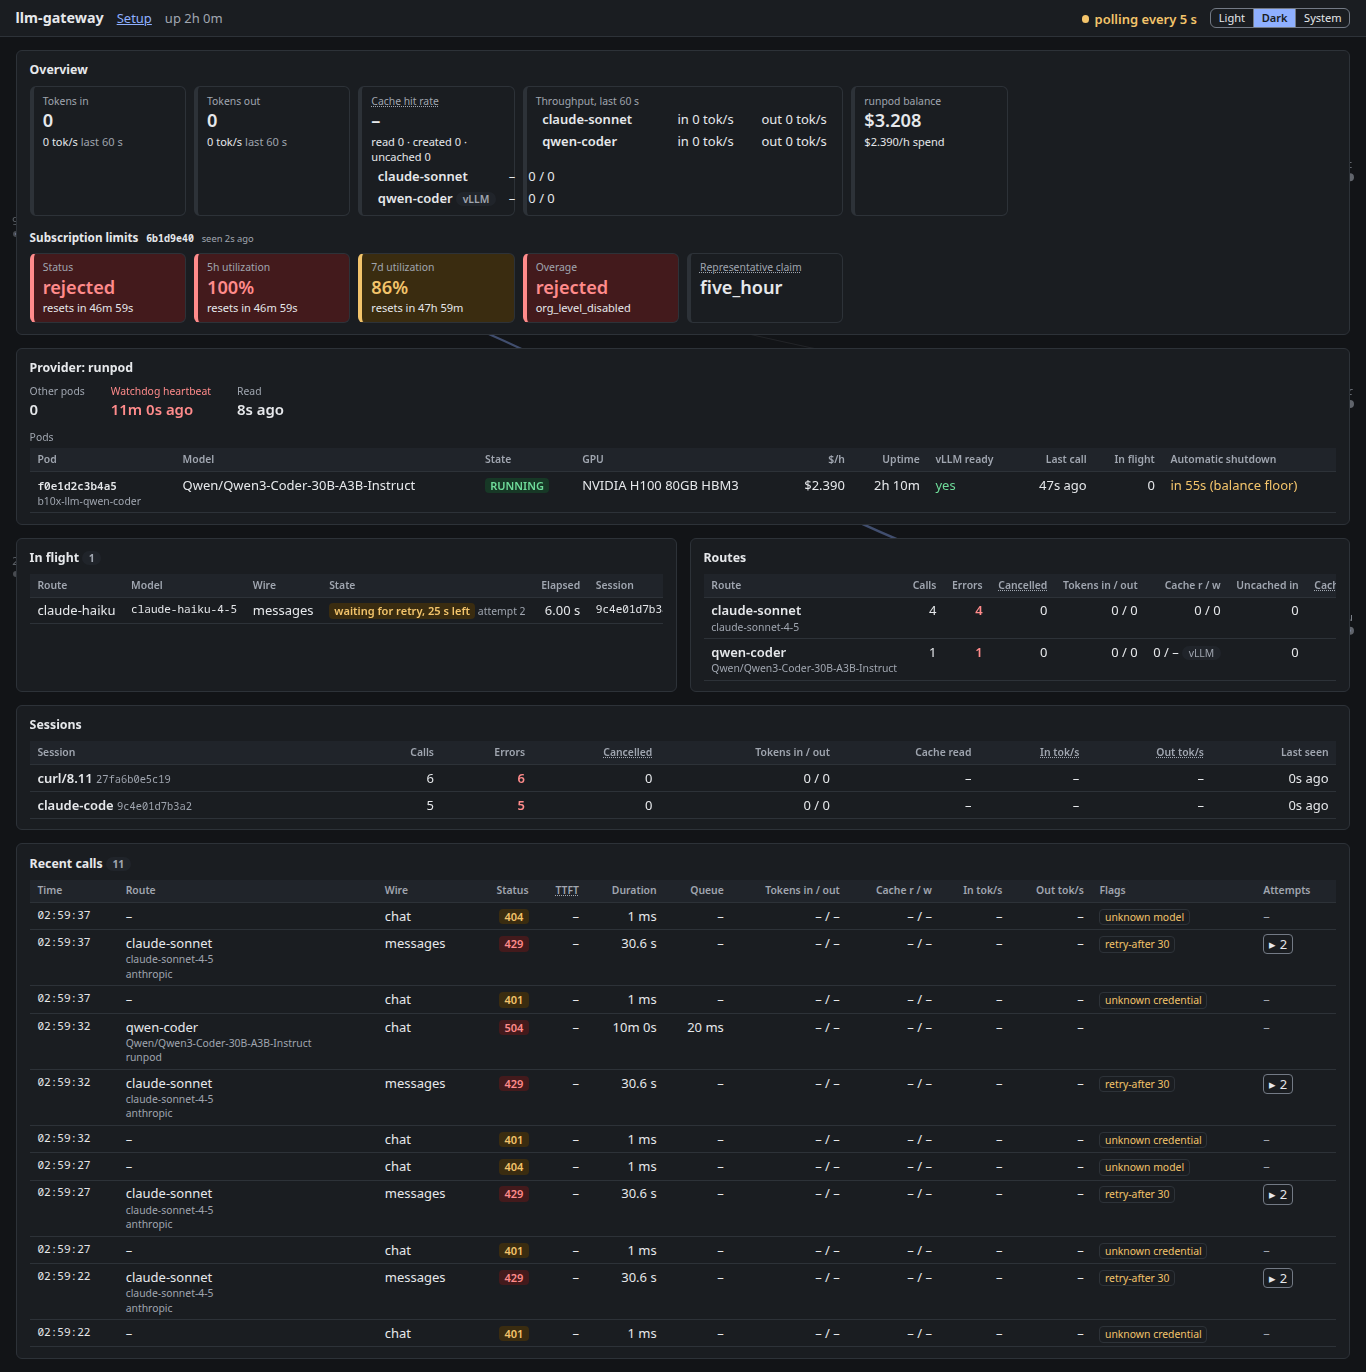 llm-gateway Setup up 2h 0m
polling every 5 s Light Dark System
Overview
Tokens in
0
0 tok/s last 60 s
Tokens out
0
0 tok/s last 60 s
Cache hit rate
–
read 0 · created 0 ·
uncached 0
claude-sonnet – 0 / 0
qwen-coder vLLM – 0 / 0
Throughput, last 60 s
claude-sonnet in 0 tok/s out 0 tok/s
qwen-coder in 0 tok/s out 0 tok/s
runpod balance
$3.208
$2.390/h spend
Subscription limits 6b1d9e40 seen 2s ago
Status
rejected
resets in 46m 59s
5h utilization
100%
resets in 46m 59s
7d utilization
86%
resets in 47h 59m
Overage
rejected
org_level_disabled
Representative claim
five_hour
Provider: runpod
Other pods
0
Watchdog heartbeat
11m 0s ago
Read
8s ago
Pods
Pod Model State GPU $/h Uptime vLLM ready Last call In flight Automatic shutdown
f0e1d2c3b4a5 Qwen/Qwen3-Coder-30B-A3B-Instruct RUNNING NVIDIA H100 80GB HBM3 $2.390 2h 10m yes 47s ago 0 in 55s (balance floor)
b10x-llm-qwen-coder
In flight 1
Route Model Wire State Elapsed Session
claude-haiku claude-haiku-4-5 messages waiting for retry, 25 s left attempt 2 6.00 s 9c4e01d7b3
Routes
Route Calls Errors Cancelled Tokens in / out Cache r / w Uncached in Cach
claude-sonnet 4 4 0 0 / 0 0 / 0 0
claude-sonnet-4-5
qwen-coder 1 1 0 0 / 0 0 / – vLLM 0
Qwen/Qwen3-Coder-30B-A3B-Instruct
Sessions
Session Calls Errors Cancelled Tokens in / out Cache read In tok/s Out tok/s Last seen
curl/8.11 27fa6b0e5c19 6 6 0 0 / 0 – – – 0s ago
claude-code 9c4e01d7b3a2 5 5 0 0 / 0 – – – 0s ago
Recent calls 11
Time Route Wire Status TTFT Duration Queue Tokens in / out Cache r / w In tok/s Out tok/s Flags Attempts
02:59:37 – chat 404 – 1 ms – – / – – / – – – unknown model –
02:59:37 claude-sonnet messages 429 – 30.6 s – – / – – / – – – retry-after 30 ▸ 2
claude-sonnet-4-5
anthropic
02:59:37 – chat 401 – 1 ms – – / – – / – – – unknown credential –
02:59:32 qwen-coder chat 504 – 10m 0s 20 ms – / – – / – – – –
Qwen/Qwen3-Coder-30B-A3B-Instruct
runpod
02:59:32 claude-sonnet messages 429 – 30.6 s – – / – – / – – – retry-after 30 ▸ 2
claude-sonnet-4-5
anthropic
02:59:32 – chat 401 – 1 ms – – / – – / – – – unknown credential –
02:59:27 – chat 404 – 1 ms – – / – – / – – – unknown model –
02:59:27 claude-sonnet messages 429 – 30.6 s – – / – – / – – – retry-after 30 ▸ 2
claude-sonnet-4-5
anthropic
02:59:27 – chat 401 – 1 ms – – / – – / – – – unknown credential –
02:59:22 claude-sonnet messages 429 – 30.6 s – – / – – / – – – retry-after 30 ▸ 2
claude-sonnet-4-5
anthropic
02:59:22 – chat 401 – 1 ms – – / – – / – – – unknown credential –